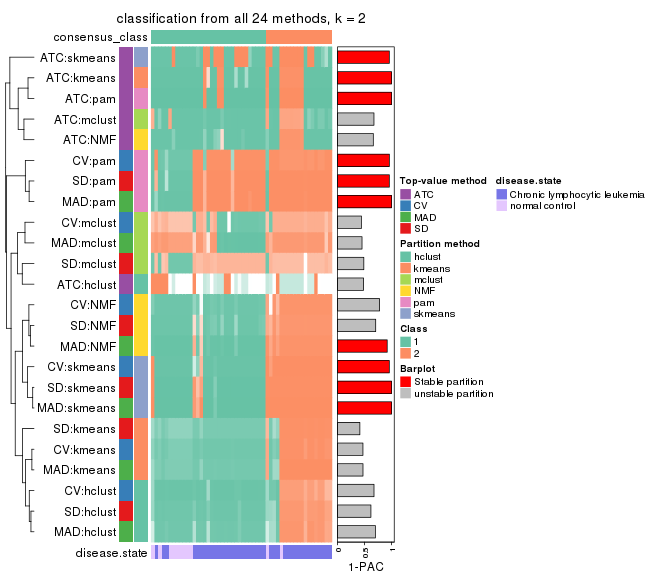 classification from all 24 methods, k = 2
consensus_class
ATC:skmeans
ATC:kmeans
ATC:pam
ATC:mclust
ATC:NMF
CV:pam
SD:pam
MAD:pam
CV:mclust
MAD:mclust
SD:mclust
ATC:hclust
CV:NMF
SD:NMF
MAD:NMF
CV:skmeans
SD:skmeans
MAD:skmeans
SD:kmeans
CV:kmeans
MAD:kmeans
CV:hclust
SD:hclust
MAD:hclust
disease.state
0
0.5
1
1-PAC
Top-value method
ATC
CV
MAD
SD
Partition method
hclust
kmeans
mclust
NMF
pam
skmeans
Class
1
2
Barplot
Stable partition
unstable partition
disease.state
Chronic lymphocytic leukemia
normal control